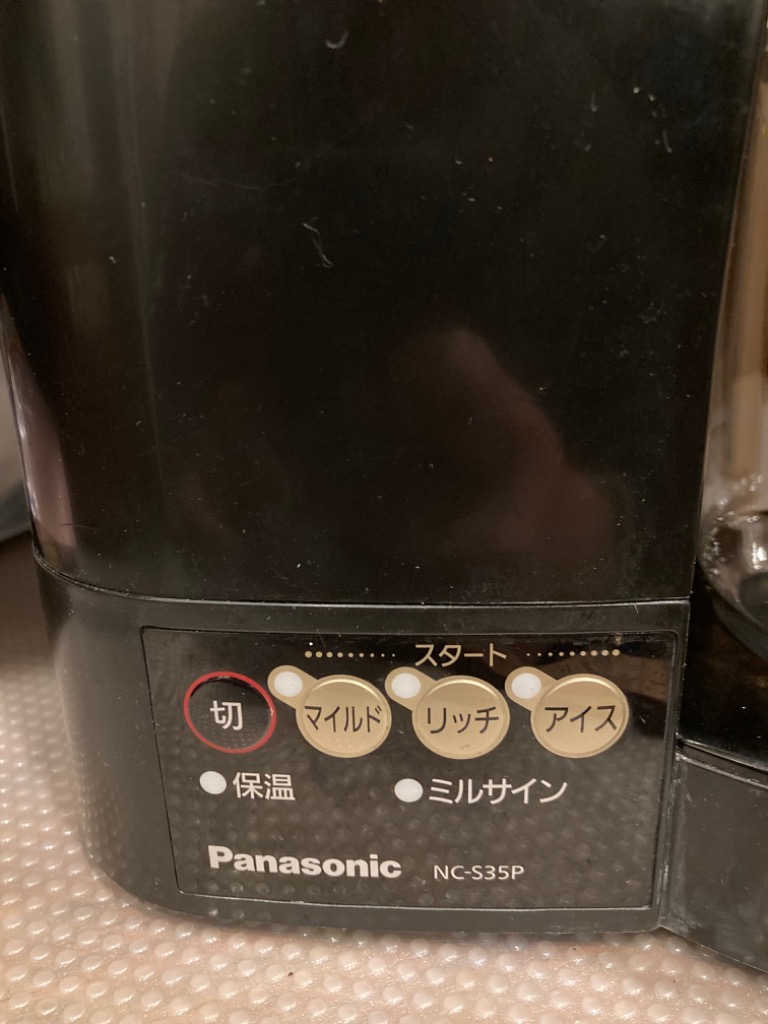 スタート
切 マイルド リッチ アイス
保温 ミルサイン
Panasonic NC-S35P